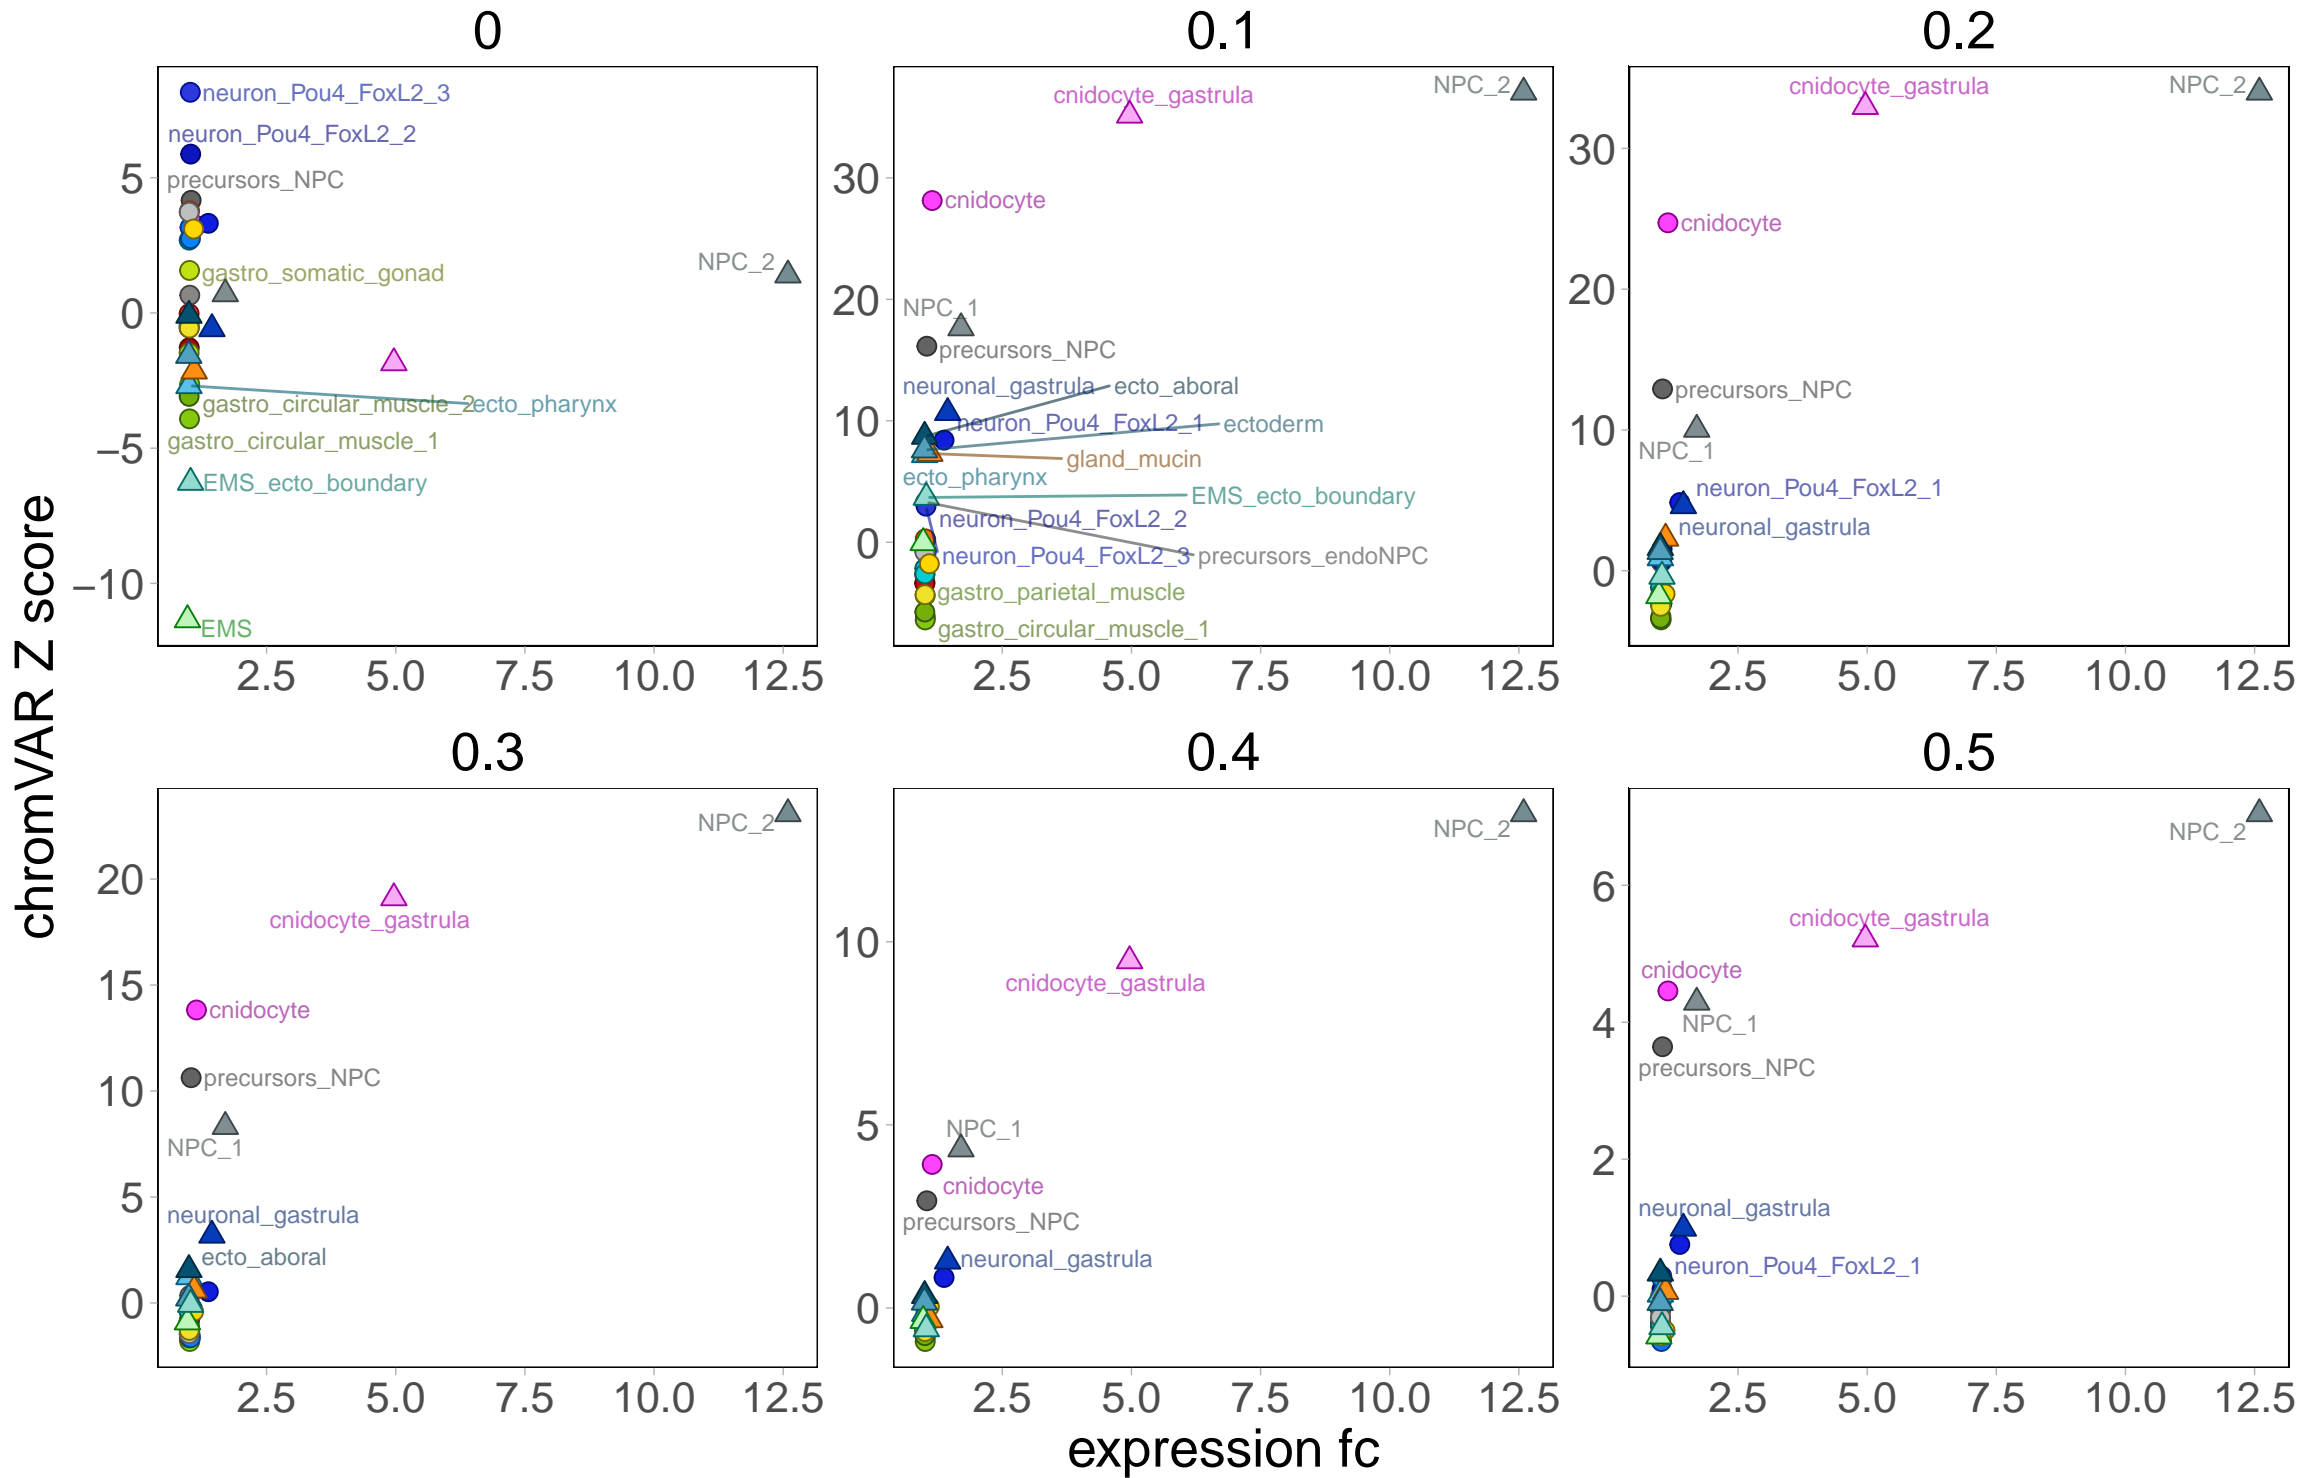 0
0.1
0.2
neuron_Pou4_FoxL2_3
neuron_Pou4_FoxL2_2
precursors_NPC
gastro_somatic_gonad
NPC_2
gastro_circular_muscle_2
ecto_pharynx
gastro_circular_muscle_1
EMS_ecto_boundary
EMS
5
0
−5
−10
2.5 5.0 7.5 10.0 12.5
cnidocyte_gastrula
NPC_2
cnidocyte
NPC_1
precursors_NPC
neuronal_gastrula
ecto_aboral
neuron_Pou4_FoxL2_1
ectoderm
gland_mucin
ecto_pharynx
EMS_ecto_boundary
neuron_Pou4_FoxL2_2
neuron_Pou4_FoxL2_3
precursors_endoNPC
gastro_parietal_muscle
gastro_circular_muscle_1
30
20
10
0
2.5 5.0 7.5 10.0 12.5
cnidocyte_gastrula
NPC_2
cnidocyte
precursors_NPC
NPC_1
neuron_Pou4_FoxL2_1
neuronal_gastrula
30
20
10
0
2.5 5.0 7.5 10.0 12.5
chromVAR Z score
0.3
0.4
0.5
NPC_2
cnidocyte_gastrula
cnidocyte
precursors_NPC
NPC_1
neuronal_gastrula
ecto_aboral
20
15
10
5
0
2.5 5.0 7.5 10.0 12.5
NPC_2
cnidocyte_gastrula
NPC_1
cnidocyte
precursors_NPC
neuronal_gastrula
10
5
0
2.5 5.0 7.5 10.0 12.5
NPC_2
cnidocyte_gastrula
cnidocyte
NPC_1
precursors_NPC
neuronal_gastrula
neuron_Pou4_FoxL2_1
6
4
2
0
2.5 5.0 7.5 10.0 12.5
expression fc